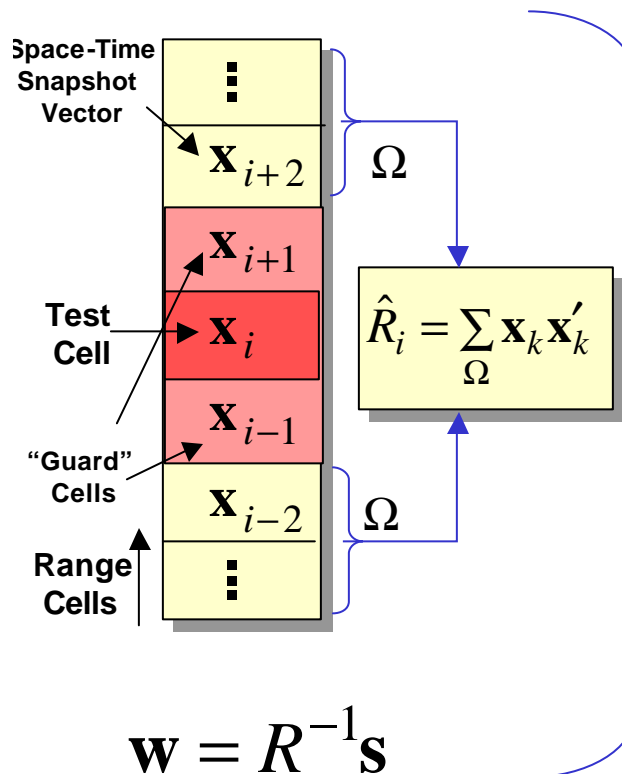 Space-Time
Snapshot
Vector
⋮
x_{i+2}
Ω
x_{i+1}
Test
Cell
x_i
R̂_i = ∑_Ω x_k x′_k
x_{i−1}
“Guard”
Cells
x_{i−2}
Ω
Range
Cells
⋮
w = R^{−1}s